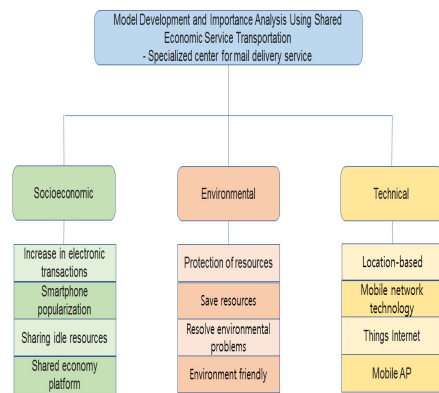 Model Development and Importance Analysis Using Shared
Economic Service Transportation
- Specialized center for mail delivery service
Socioeconomic
Environmental
Technical
Increase in electronic
transactions
Smartphone
popularization
Sharing idle resources
Shared economy
platform
Protection of resources
Save resources
Resolve environmental
problems
Environment friendly
Location-based
Mobile network
technology
Things Internet
Mobile AP